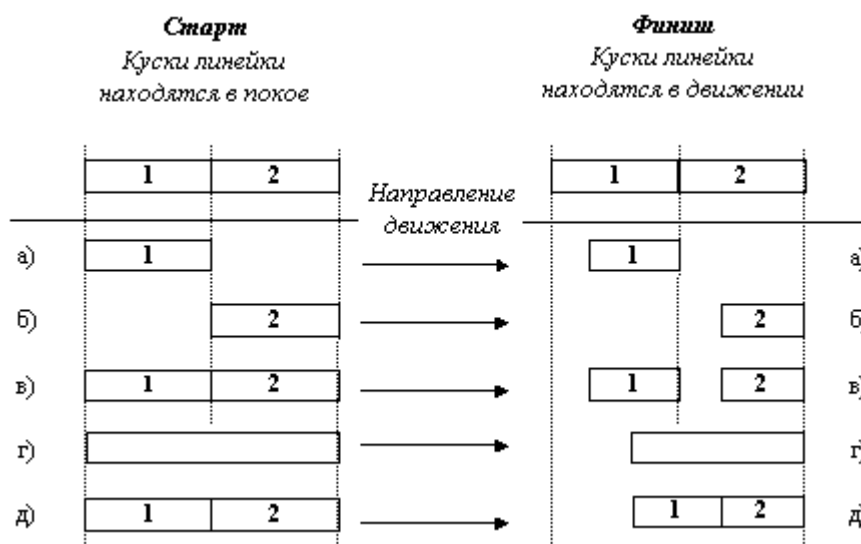 Старт
Куски линейки
находятся в покое
Финиш
Куски линейки
находятся в движении
1 2
1 2
Направление
движения
а) 1 1 а)
б) 2 2 б)
в) 1 2 1 2 в)
г) г)
д) 1 2 1 2 д)